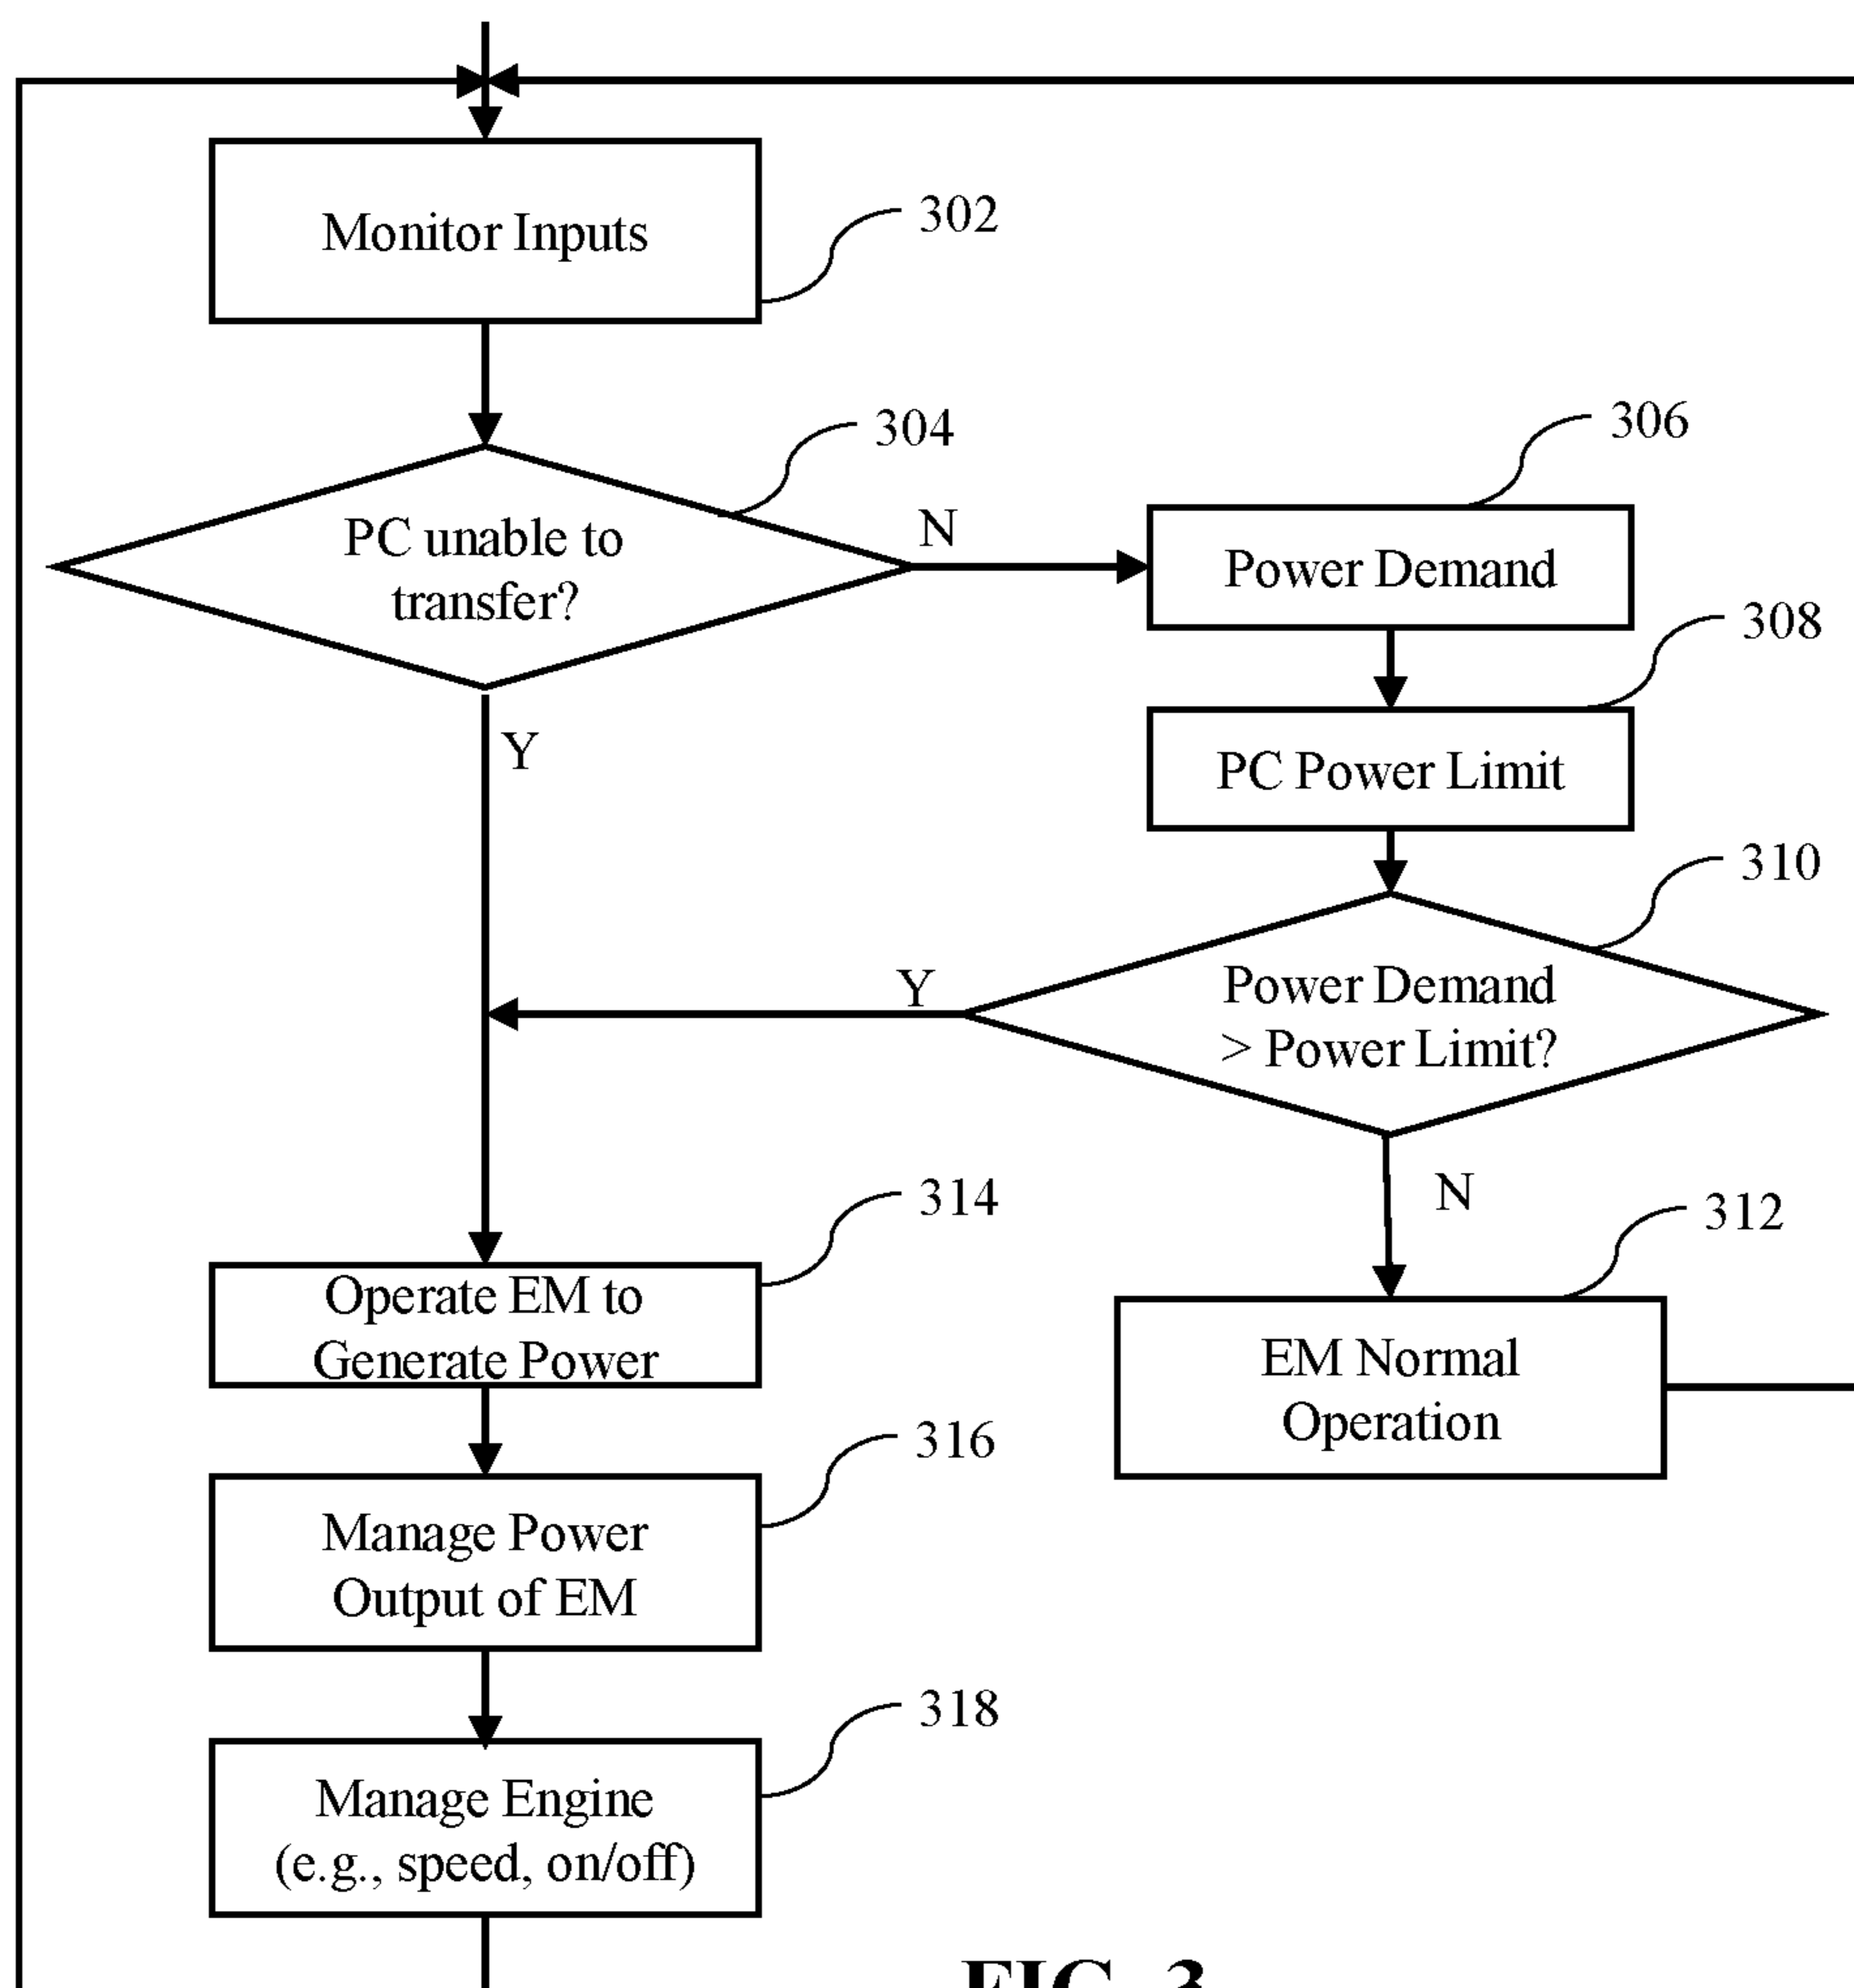 Monitor Inputs
302
304
PC unable to
transfer?
N
306
Power Demand
308
PC Power Limit
Y
310
Power Demand
> Power Limit?
Y
N
312
EM Normal
Operation
314
Operate EM to
Generate Power
316
Manage Power
Output of EM
318
Manage Engine
(e.g., speed, on/off)
FIG. 3